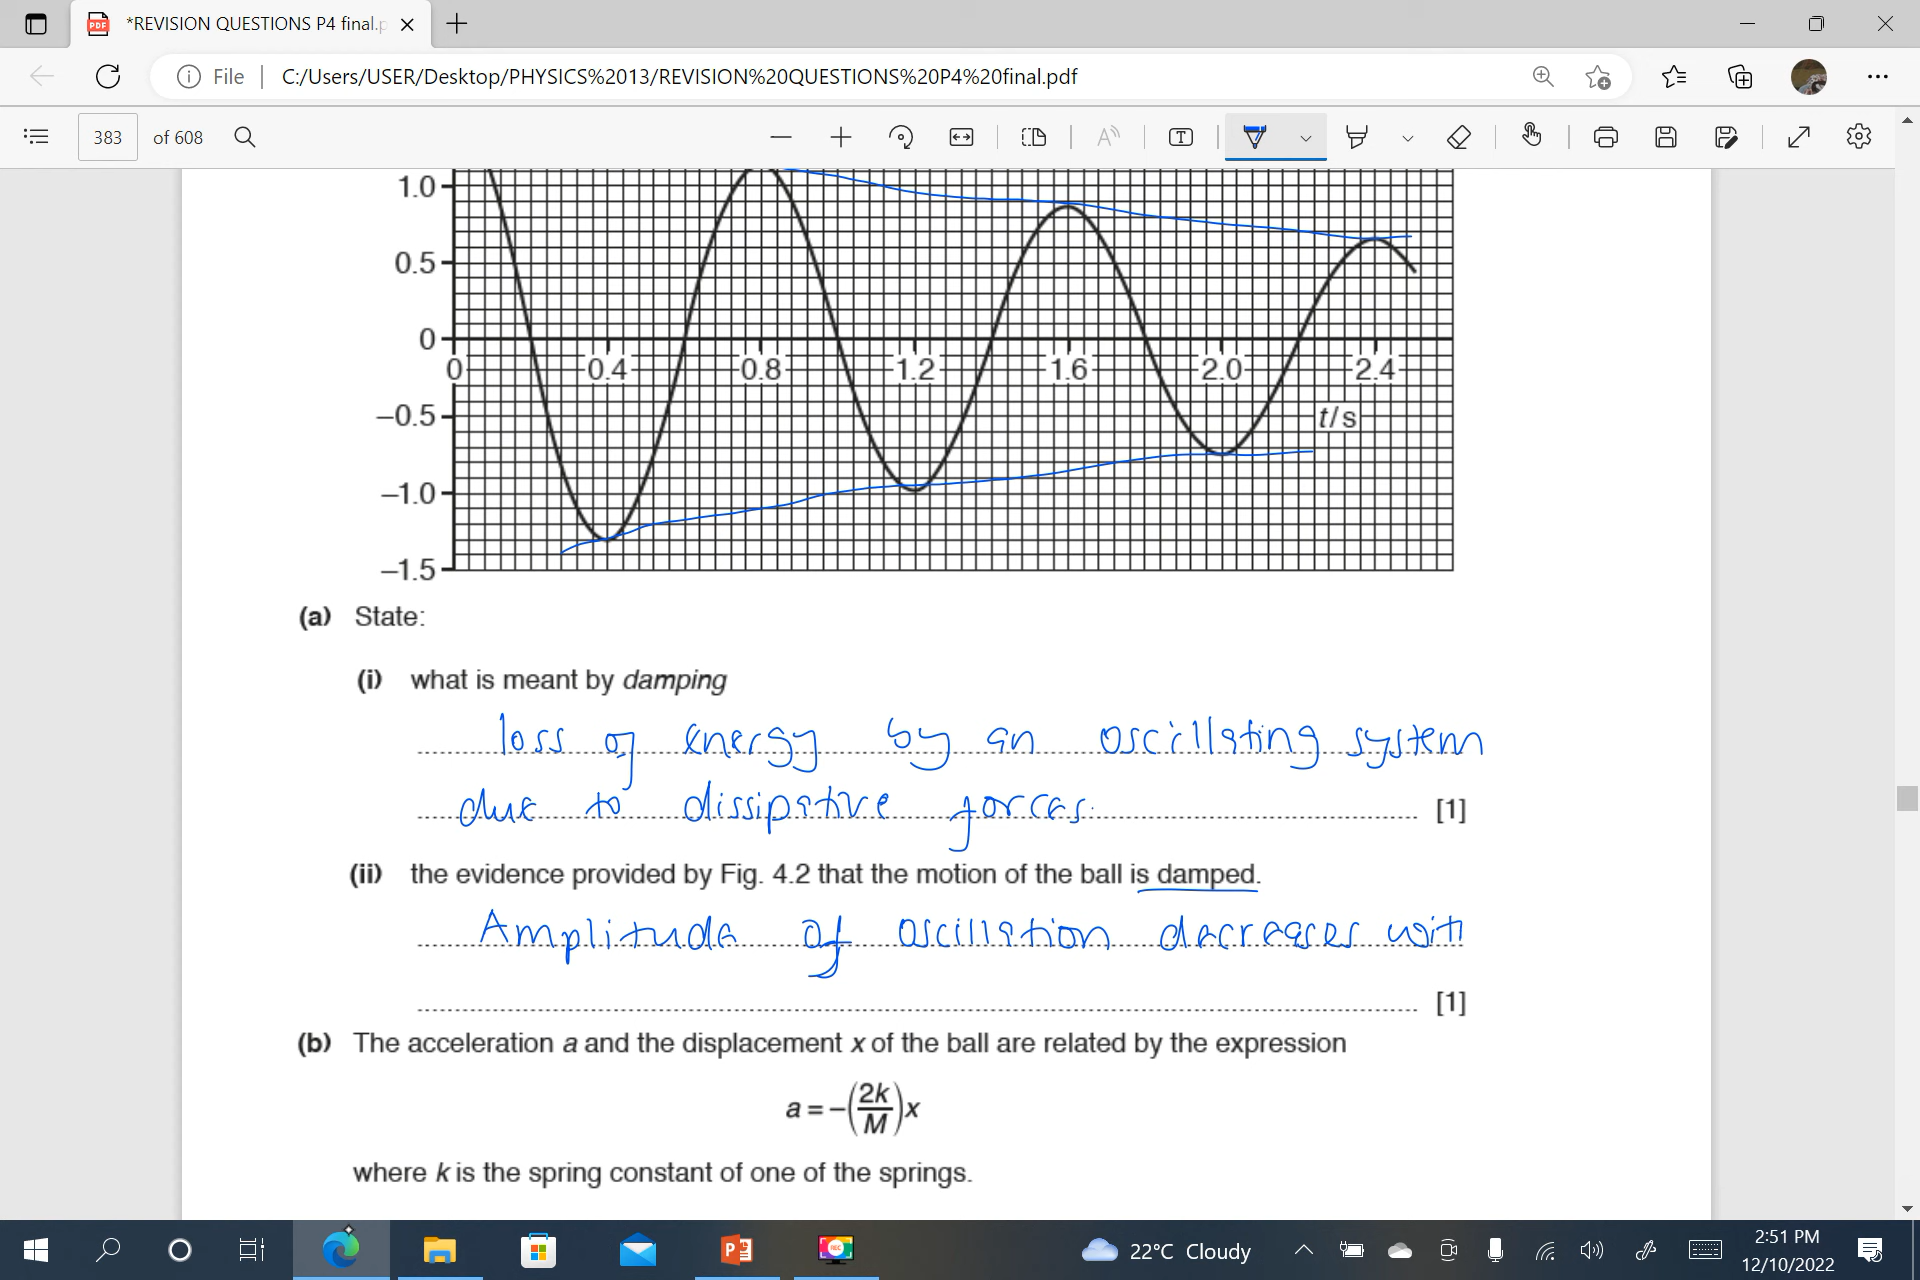 *REVISION QUESTIONS P4 final.p
File C:/Users/USER/Desktop/PHYSICS%2013/REVISION%20QUESTIONS%20P4%20final.pdf
383 of 608
1.0
0.5
0
0 0.4 0.8 1.2 1.6 2.0 2.4
−0.5
t/s
−1.0
−1.5
(a) State:
(i) what is meant by damping
loss of energy by an oscillating system
due to dissipative forces. [1]
(ii) the evidence provided by Fig. 4.2 that the motion of the ball is damped.
Amplitude of oscillation decreases with
[1]
(b) The acceleration a and the displacement x of the ball are related by the expression
a = −(2k/M)x
where k is the spring constant of one of the springs.
22°C Cloudy
2:51 PM
12/10/2022